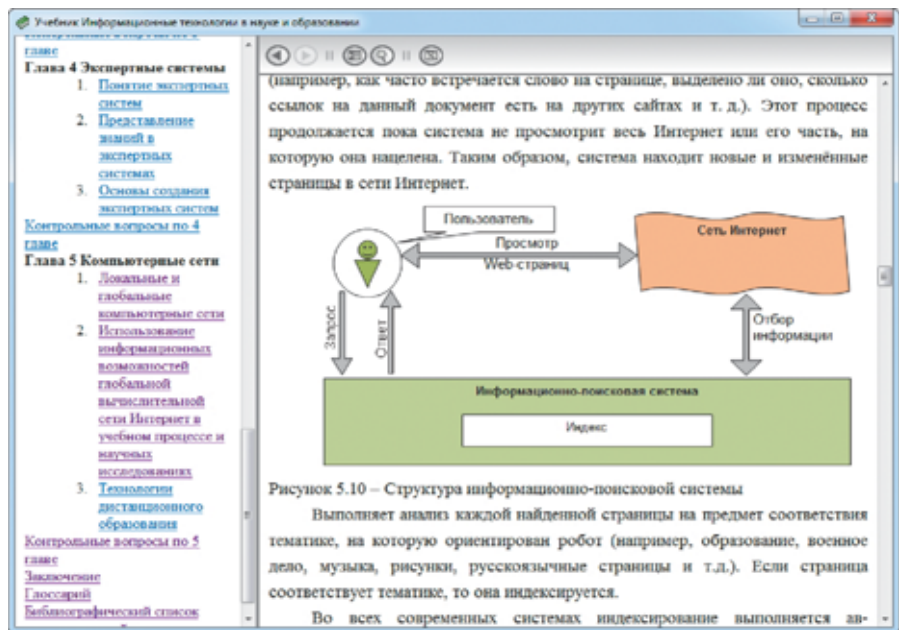 Учебник Информационные технологии в науке и образовании
главе
Глава 4 Экспертные системы
1. Понятие экспертных
систем
2. Представление
знаний в
экспертных
системах
3. Основы создания
экспертных систем
Контрольные вопросы по 4
главе
Глава 5 Компьютерные сети
1. Локальные и
глобальные
компьютерные сети
2. Использование
информационных
возможностей
глобальной
вычислительной
сети Интернет в
учебном процессе и
научных
исследованиях
3. Технологии
дистанционного
образования
Контрольные вопросы по 5
главе
Заключение
Глоссарий
Библиографический список
(например, как часто встречается слово на странице, выделено ли оно, сколько
ссылок на данный документ есть на других сайтах и т. д.). Этот процесс
продолжается пока система не просмотрит весь Интернет или его часть, на
которую она нацелена. Таким образом, система находит новые и изменённые
страницы в сети Интернет.
Пользователь
Просмотр
Web-страниц
Сеть Интернет
Запрос
Ответ
Отбор
информации
Информационно-поисковая система
Индекс
Рисунок 5.10 – Структура информационно-поисковой системы
Выполняет анализ каждой найденной страницы на предмет соответствия
тематике, на которую ориентирован робот (например, образование, военное
дело, музыка, рисунки, русскоязычные страницы и т.д.). Если страница
соответствует тематике, то она индексируется.
Во всех современных системах индексирование выполняется ав-